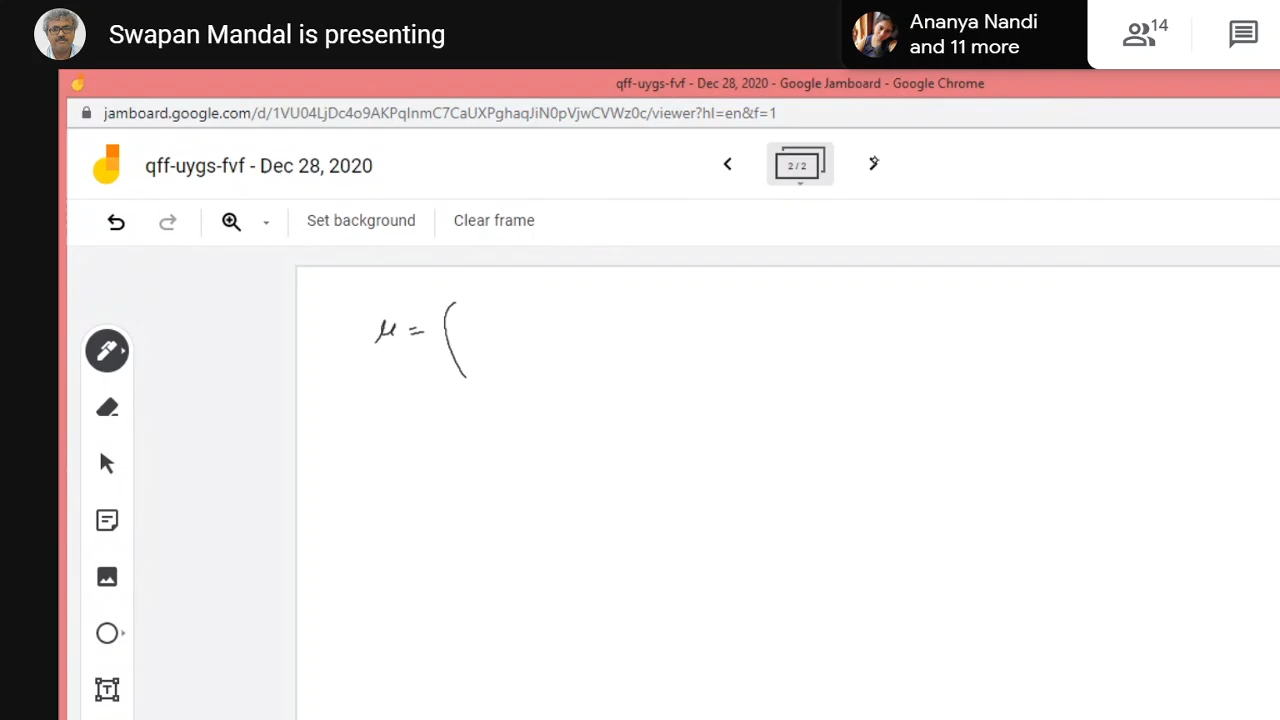 Swapan Mandal is presenting
Ananya Nandi
and 11 more
14
qff-uygs-fvf - Dec 28, 2020 - Google Jamboard - Google Chrome
jamboard.google.com/d/1VU04LjDc4o9AKPqInmC7CaUXPghaqJiN0pVjwCVWz0c/viewer?hl=en&f=1
qff-uygs-fvf - Dec 28, 2020
2 / 2
Set background
Clear frame
μ = (
T